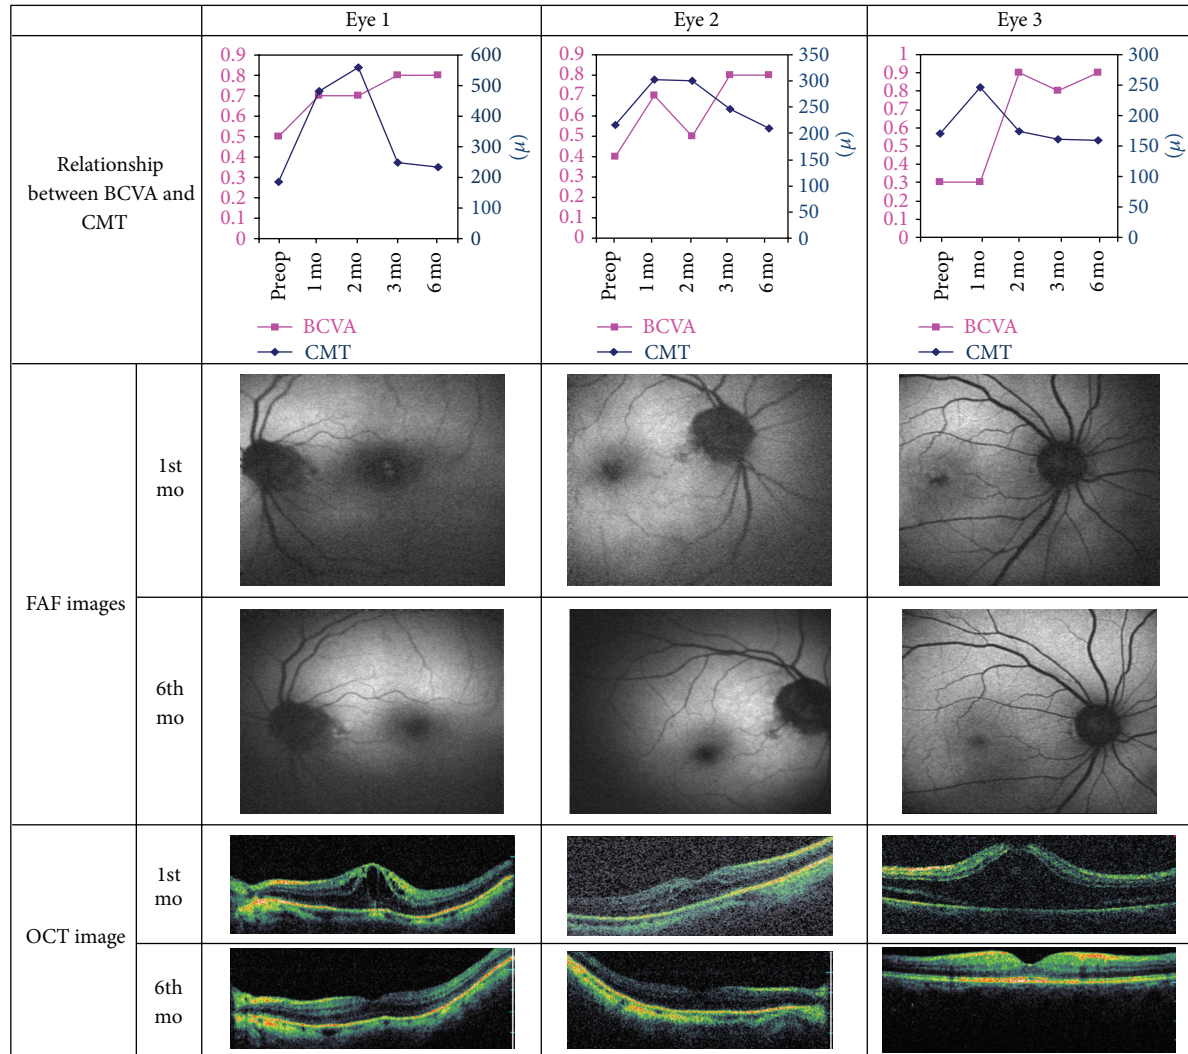 Eye 1
Eye 2
Eye 3
Relationship
between BCVA and
CMT
0.9
0.8
0.7
0.6
0.5
0.4
0.3
0.2
0.1
0
600
500
400
300
200
100
0
(μ)
Preop
1 mo
2 mo
3 mo
6 mo
BCVA
CMT
0.9
0.8
0.7
0.6
0.5
0.4
0.3
0.2
0.1
0
350
300
250
200
150
100
50
0
(μ)
Preop
1 mo
2 mo
3 mo
6 mo
BCVA
CMT
1
0.9
0.8
0.7
0.6
0.5
0.4
0.3
0.2
0.1
0
300
250
200
150
100
50
0
(μ)
Preop
1 mo
2 mo
3 mo
6 mo
BCVA
CMT
FAF images
1st
mo
6th
mo
OCT image
1st
mo
6th
mo